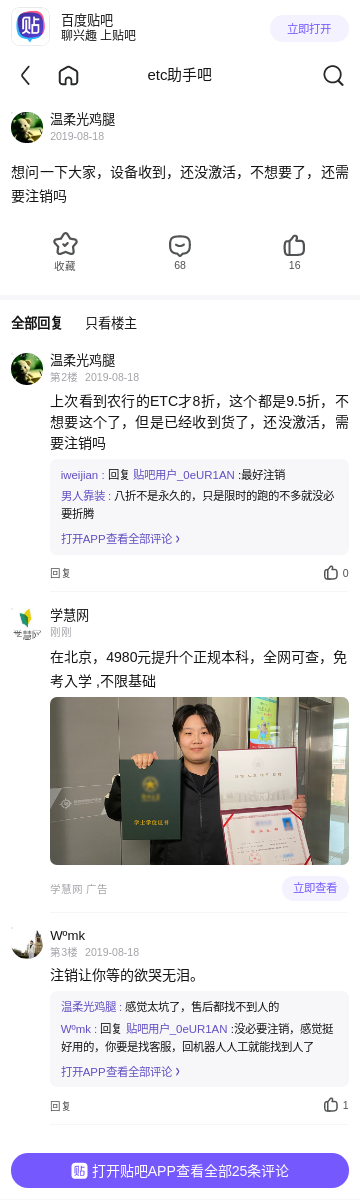 贴
百度贴吧
聊兴趣 上贴吧
立即打开
etc助手吧
温柔光鸡腿
2019-08-18
想问一下大家，设备收到，还没激活，不想要了，还需
要注销吗
收藏
68
16
全部回复 只看楼主
温柔光鸡腿
第2楼 2019-08-18
上次看到农行的ETC才8折，这个都是9.5折，不
想要这个了，但是已经收到货了，还没激活，需
要注销吗
iweijian : 回复 贴吧用户_0eUR1AN :最好注销
男人靠装 : 八折不是永久的，只是限时的跑的不多就没必
要折腾
打开APP查看全部评论
回复
0
学慧网
学慧网
刚刚
在北京，4980元提升个正规本科，全网可查，免
考入学 ,不限基础
学士学位证书
学慧网 广告
立即查看
Wºmk
第3楼 2019-08-18
注销让你等的欲哭无泪。
温柔光鸡腿 : 感觉太坑了，售后都找不到人的
Wºmk : 回复 贴吧用户_0eUR1AN :没必要注销，感觉挺
好用的，你要是找客服，回机器人人工就能找到人了
打开APP查看全部评论
回复
1
贴 打开贴吧APP查看全部25条评论